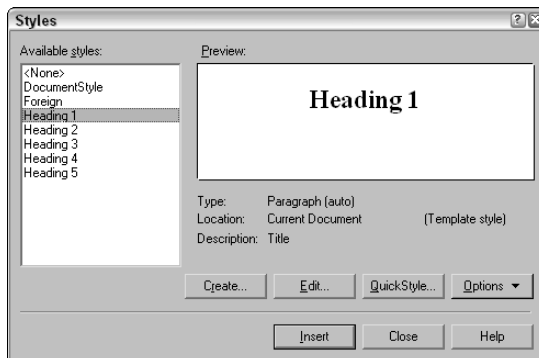 Styles
Available styles:
<None>
DocumentStyle
Foreign
Heading 1
Heading 2
Heading 3
Heading 4
Heading 5
Preview:
Heading 1
Type: Paragraph (auto)
Location: Current Document (Template style)
Description: Title
Create... Edit... QuickStyle... Options
Insert Close Help